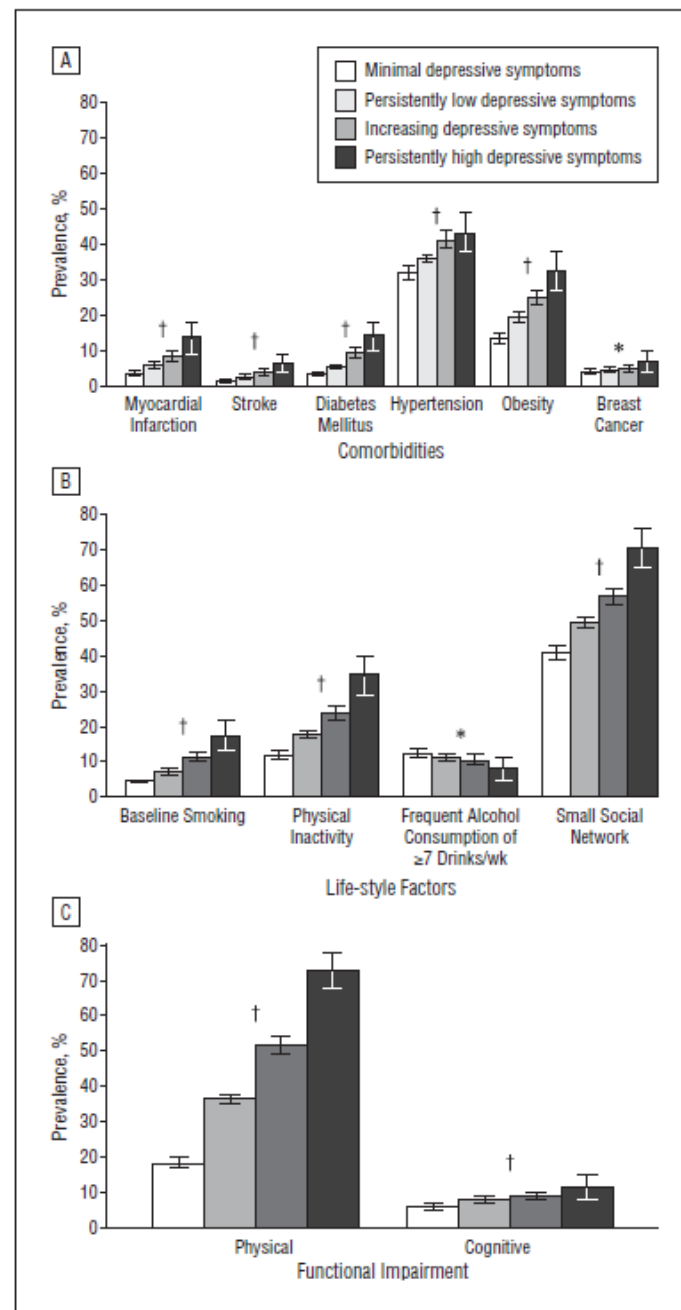 A
Minimal depressive symptoms
Persistently low depressive symptoms
Increasing depressive symptoms
Persistently high depressive symptoms
80
70
60
50
40
30
20
10
0
Prevalence, %
†
†
†
†
†
*
Myocardial Infarction
Stroke
Diabetes Mellitus
Hypertension
Obesity
Breast Cancer
Comorbidities
B
80
70
60
50
40
30
20
10
0
Prevalence, %
†
†
*
†
Baseline Smoking
Physical Inactivity
Frequent Alcohol Consumption of ≥7 Drinks/wk
Small Social Network
Life-style Factors
C
80
70
60
50
40
30
20
10
0
Prevalence, %
†
†
Physical
Cognitive
Functional Impairment